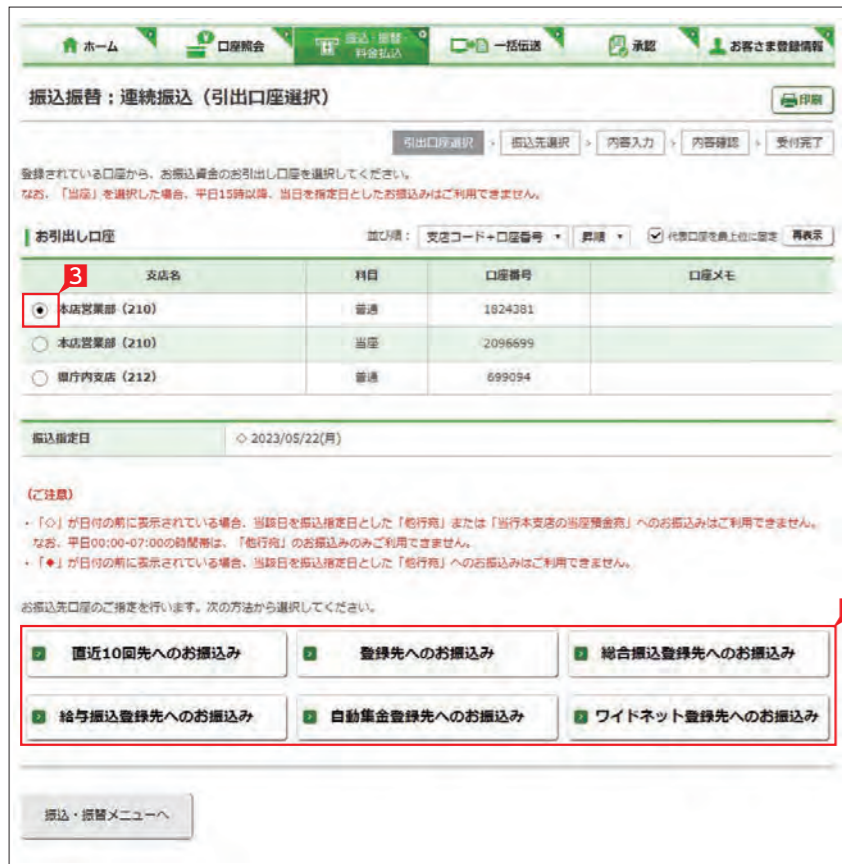 ホーム 口座照会 振込・振替 料金払込 一括伝送 承認 お客さま登録情報
振込振替：連続振込（引出口座選択） 印刷
引出口座選択 振込先選択 内容入力 内容確認 受付完了
登録されている口座から、お振込資金のお引出し口座を選択してください。
なお、「当座」を選択した場合、平日15時以降、当日を指定日としたお振込みはご利用できません。
お引出し口座 並び順： 支店コード+口座番号 昇順 代表口座を最上位に固定 再表示
3
支店名 科目 口座番号 口座メモ
本店営業部（210） 普通 1824381
本店営業部（210） 当座 2096699
県庁内支店（212） 普通 699094
振込指定日 ◇ 2023/05/22(月)
（ご注意）
・「◇」が日付の前に表示されている場合、当該日を振込指定日とした「他行宛」または「当行本支店の当座預金宛」へのお振込みはご利用できません。
なお、平日00:00-07:00の時間帯は、「他行宛」のお振込みのみご利用できません。
・「◆」が日付の前に表示されている場合、当該日を振込指定日とした「他行宛」へのお振込みはご利用できません。
お振込先口座のご指定を行います。次の方法から選択してください。
直近10回先へのお振込み 登録先へのお振込み 総合振込登録先へのお振込み
給与振込登録先へのお振込み 自動集金登録先へのお振込み ワイドネット登録先へのお振込み
振込・振替メニューへ